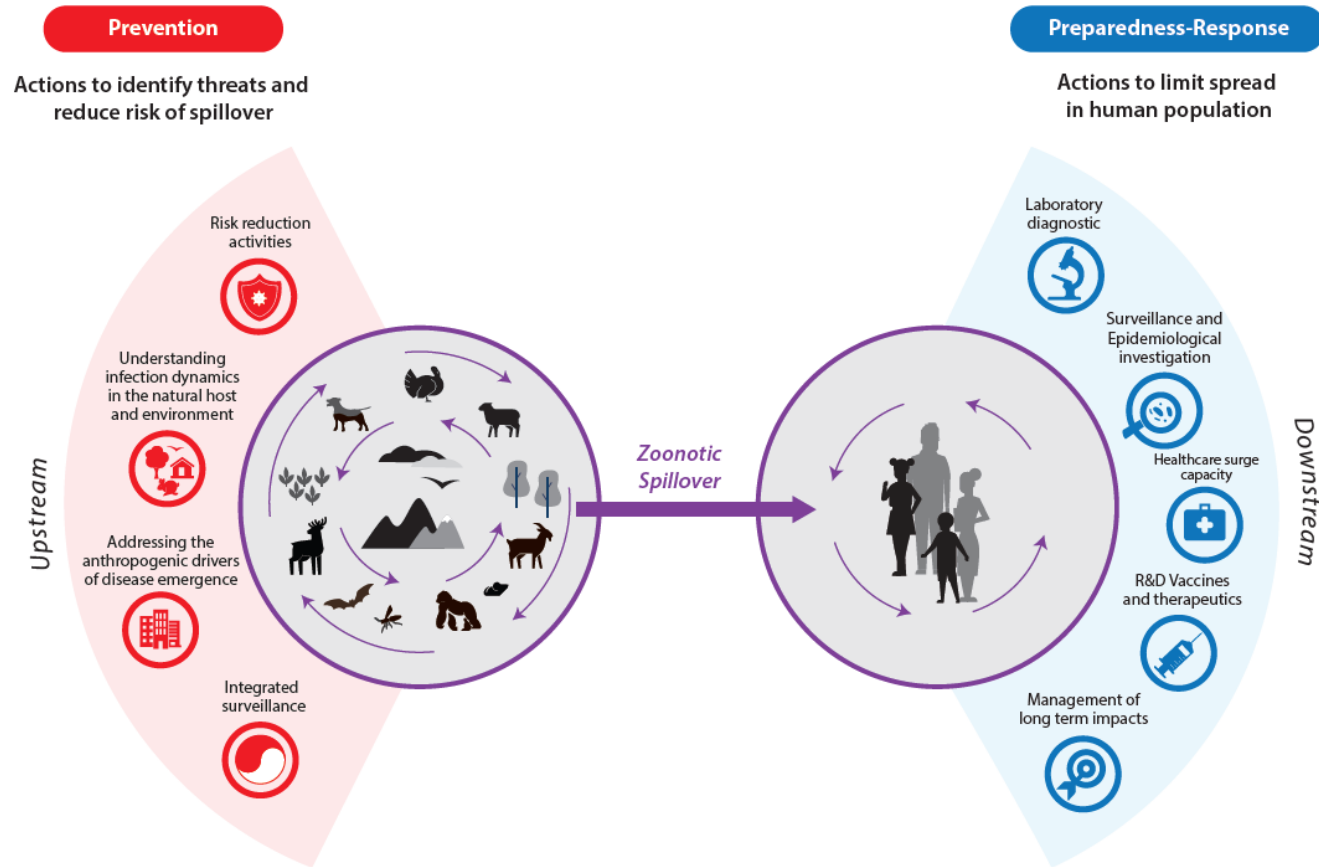 Prevention
Actions to identify threats and
reduce risk of spillover
Upstream
Risk reduction
activities
Understanding
infection dynamics
in the natural host
and environment
Addressing the
anthropogenic drivers
of disease emergence
Integrated
surveillance
Zoonotic
Spillover
Preparedness-Response
Actions to limit spread
in human population
Laboratory
diagnostic
Surveillance and
Epidemiological
investigation
Healthcare surge
capacity
R&D Vaccines
and therapeutics
Management of
long term impacts
Downstream